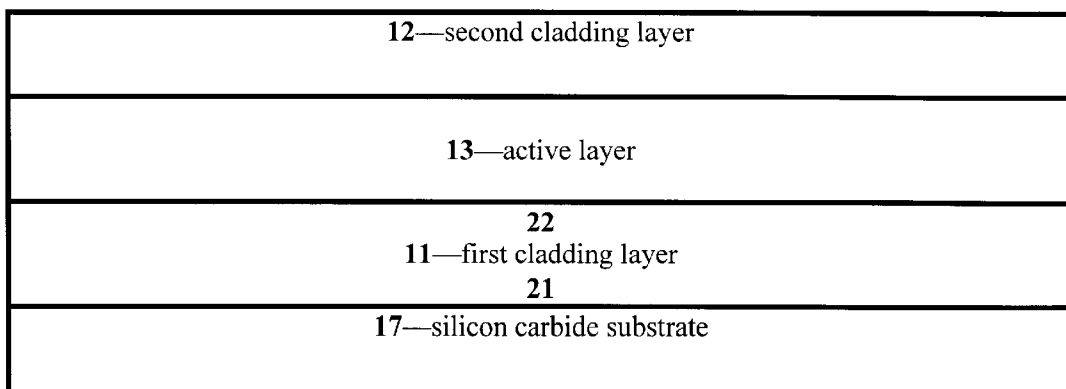 12—second cladding layer
13—active layer
22
11—first cladding layer
21
17—silicon carbide substrate